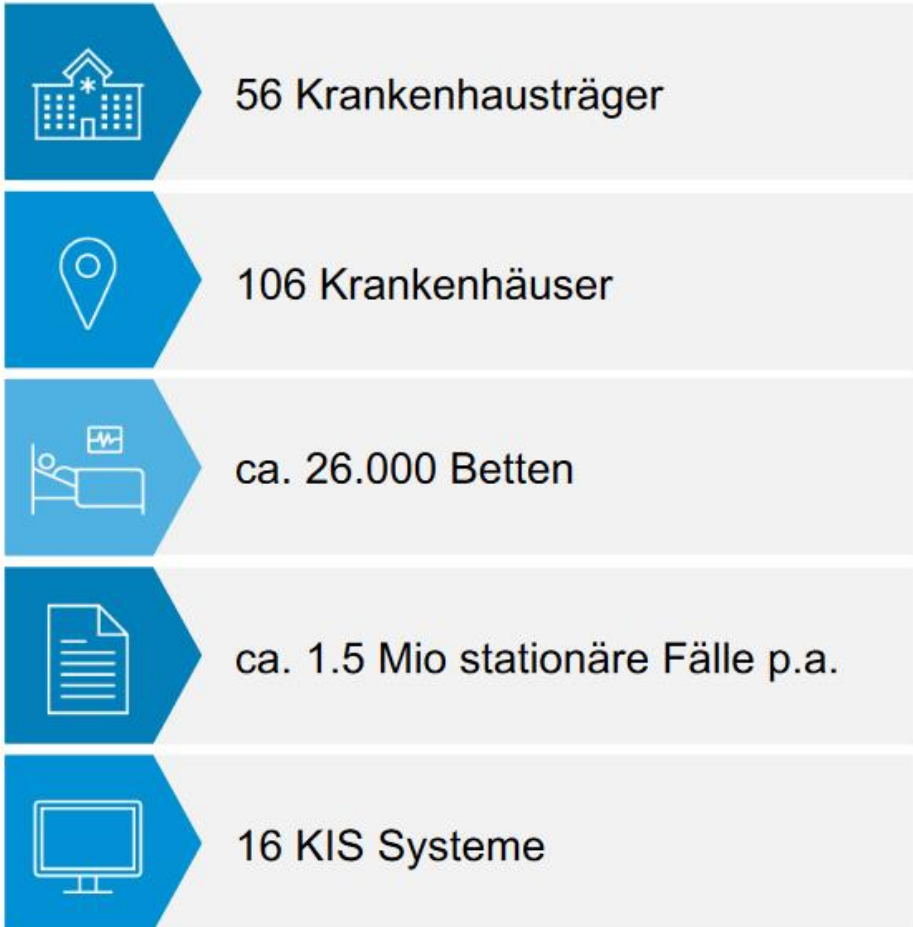 56 Krankenhausträger
106 Krankenhäuser
ca. 26.000 Betten
ca. 1.5 Mio stationäre Fälle p.a.
16 KIS Systeme